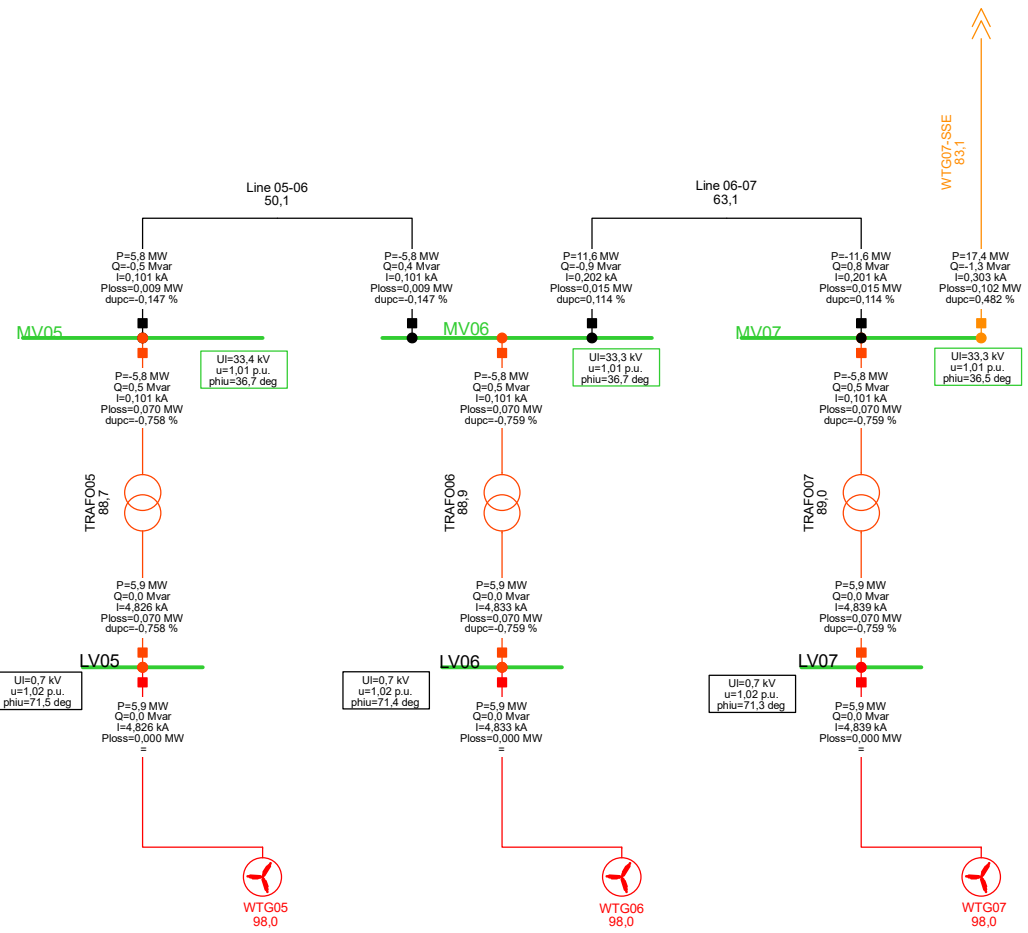 WTG07-SSE
83,1
Line 05-06
50,1
Line 06-07
63,1
P=5,8 MW
Q=-0,5 Mvar
I=0,101 kA
Ploss=0,009 MW
dupc=-0,147 %
P=-5,8 MW
Q=0,4 Mvar
I=0,101 kA
Ploss=0,009 MW
dupc=-0,147 %
P=11,6 MW
Q=-0,9 Mvar
I=0,202 kA
Ploss=0,015 MW
dupc=0,114 %
P=-11,6 MW
Q=0,8 Mvar
I=0,201 kA
Ploss=0,015 MW
dupc=0,114 %
P=17,4 MW
Q=-1,3 Mvar
I=0,303 kA
Ploss=0,102 MW
dupc=0,482 %
MV05
MV06
MV07
Ul=33,4 kV
u=1,01 p.u.
phiu=36,7 deg
Ul=33,3 kV
u=1,01 p.u.
phiu=36,7 deg
Ul=33,3 kV
u=1,01 p.u.
phiu=36,5 deg
P=-5,8 MW
Q=0,5 Mvar
I=0,101 kA
Ploss=0,070 MW
dupc=-0,758 %
P=-5,8 MW
Q=0,5 Mvar
I=0,101 kA
Ploss=0,070 MW
dupc=-0,759 %
P=-5,8 MW
Q=0,5 Mvar
I=0,101 kA
Ploss=0,070 MW
dupc=-0,759 %
TRAFO05
88,7
TRAFO06
88,9
TRAFO07
89,0
P=5,9 MW
Q=0,0 Mvar
I=4,826 kA
Ploss=0,070 MW
dupc=-0,758 %
P=5,9 MW
Q=0,0 Mvar
I=4,833 kA
Ploss=0,070 MW
dupc=-0,759 %
P=5,9 MW
Q=0,0 Mvar
I=4,839 kA
Ploss=0,070 MW
dupc=-0,759 %
LV05
LV06
LV07
Ul=0,7 kV
u=1,02 p.u.
phiu=71,5 deg
Ul=0,7 kV
u=1,02 p.u.
phiu=71,4 deg
Ul=0,7 kV
u=1,02 p.u.
phiu=71,3 deg
P=5,9 MW
Q=0,0 Mvar
I=4,826 kA
Ploss=0,000 MW
=
P=5,9 MW
Q=0,0 Mvar
I=4,833 kA
Ploss=0,000 MW
=
P=5,9 MW
Q=0,0 Mvar
I=4,839 kA
Ploss=0,000 MW
=
WTG05
98,0
WTG06
98,0
WTG07
98,0